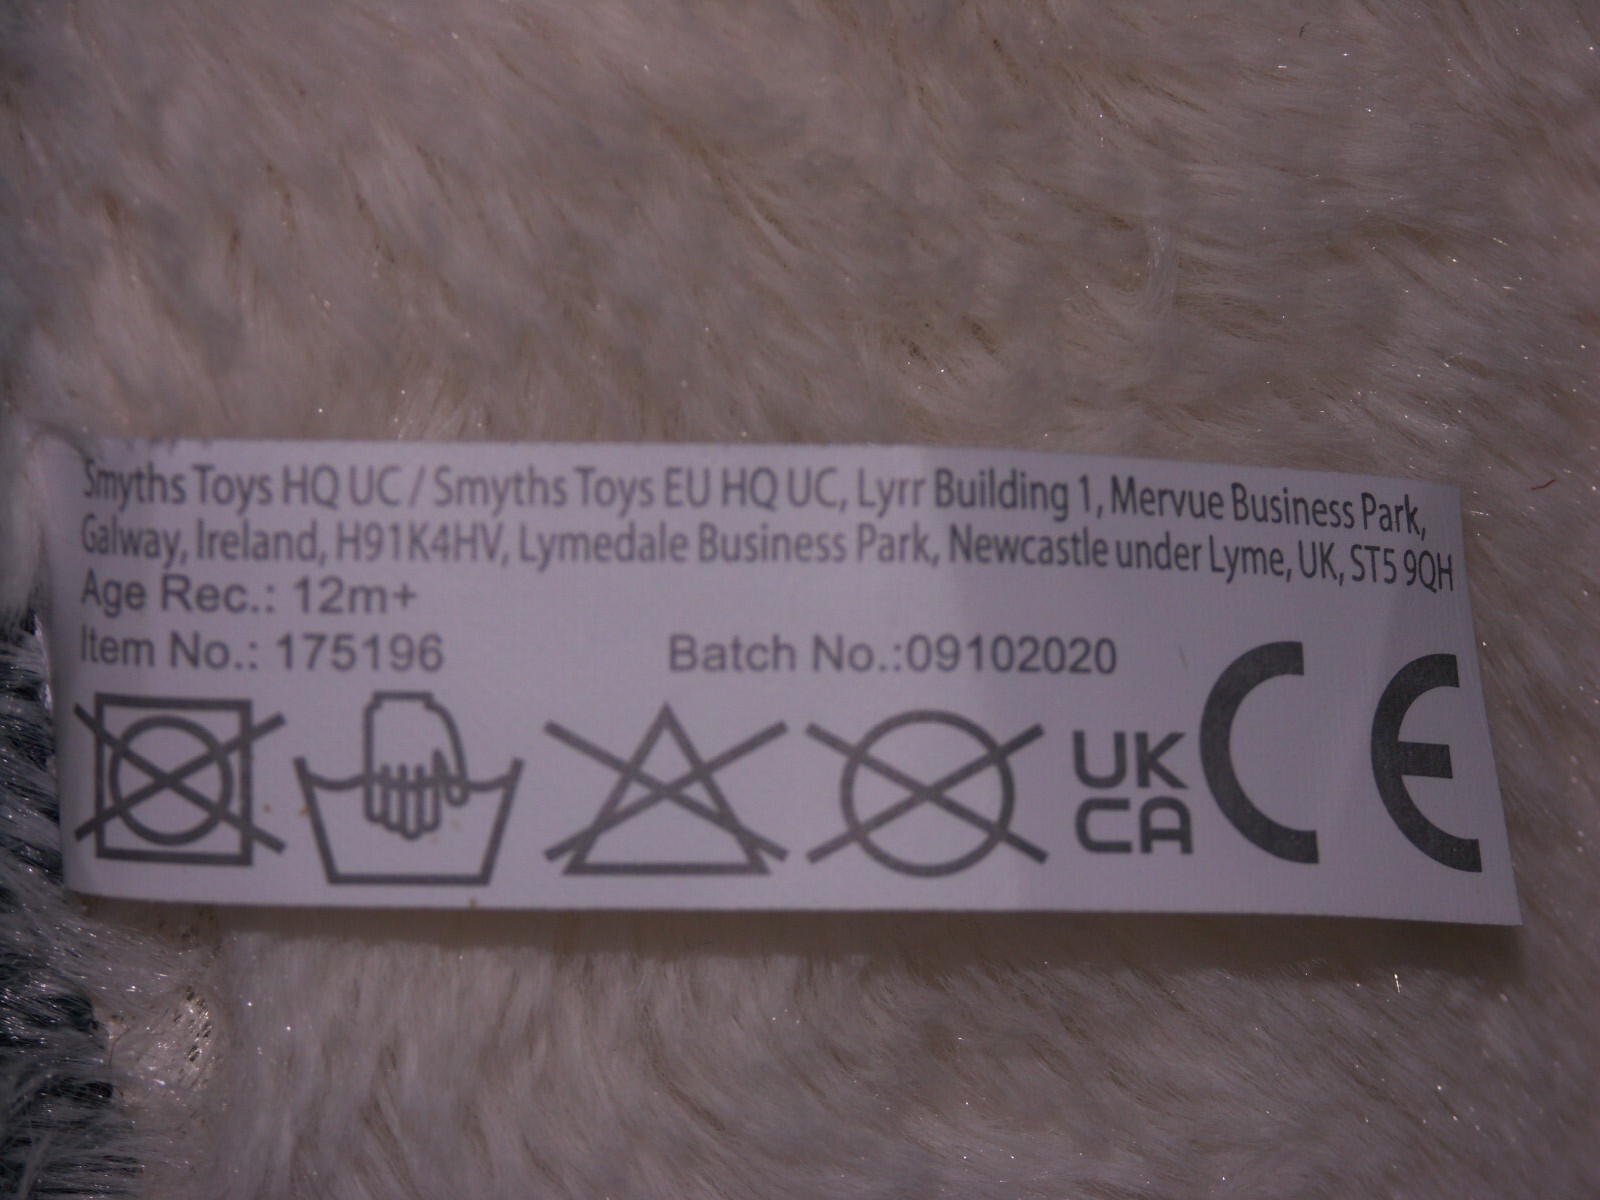 Smyths Toys HQ UC / Smyths Toys EU HQ UC, Lyrr Building 1, Mervue Business Park,
Galway, Ireland, H91K4HV, Lymedale Business Park, Newcastle under Lyme, UK, ST5 9QH
Age Rec.: 12m+
Item No.: 175196 Batch No.:09102020
UK
CA
CE